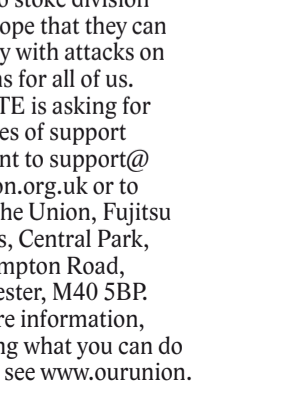 o stoke division
ope that they can
y with attacks on
s for all of us.
TE is asking for
es of support
nt to support@
n.org.uk or to
he Union, Fujitsu
s, Central Park,
mpton Road,
ester, M40 5BP.
re information,
ng what you can do
see www.ourunion.